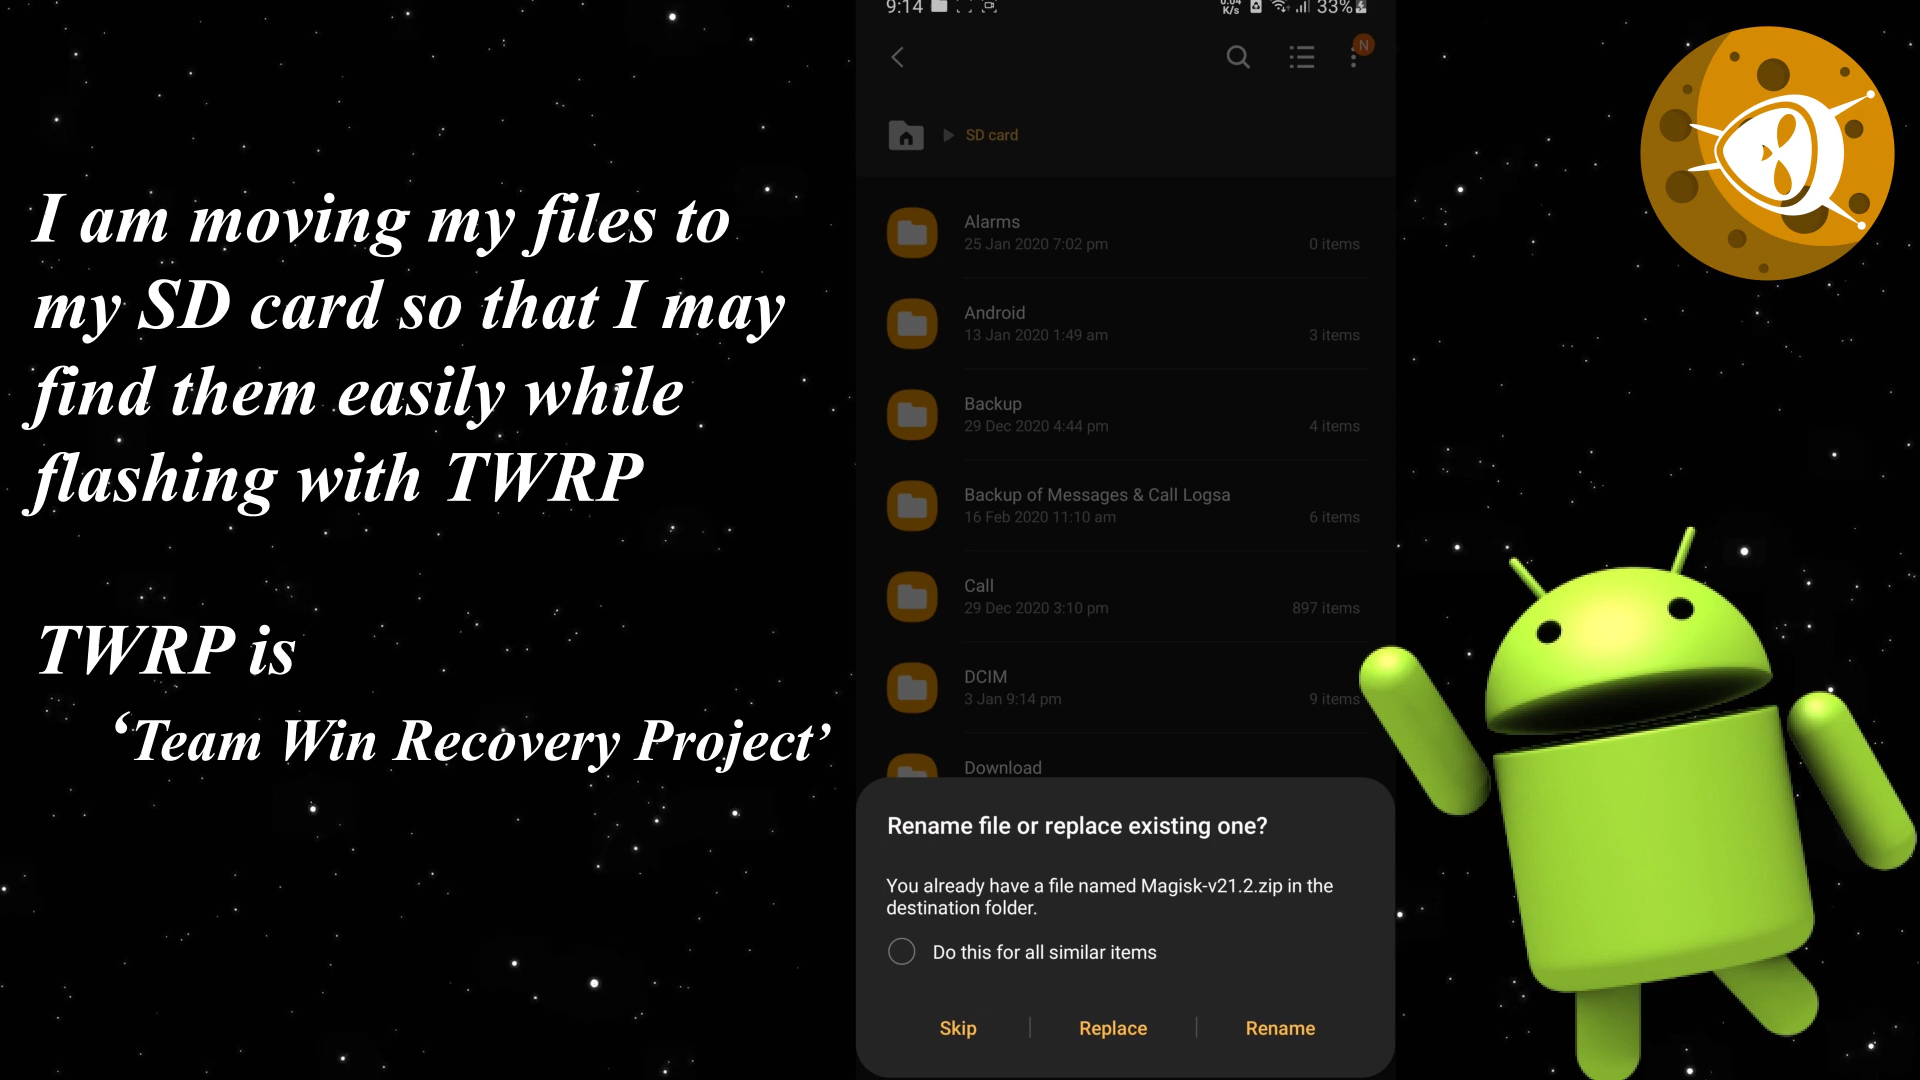 I am moving my files to
my SD card so that I may
find them easily while
flashing with TWRP
TWRP is
‘Team Win Recovery Project’
9:14
0.04
K/s
33%
N
SD card
Alarms
25 Jan 2020 7:02 pm
0 items
Android
13 Jan 2020 1:49 am
3 items
Backup
29 Dec 2020 4:44 pm
4 items
Backup of Messages & Call Logsa
16 Feb 2020 11:10 am
6 items
Call
29 Dec 2020 3:10 pm
897 items
DCIM
3 Jan 9:14 pm
9 items
Download
Rename file or replace existing one?
You already have a file named Magisk-v21.2.zip in the
destination folder.
Do this for all similar items
Skip
Replace
Rename